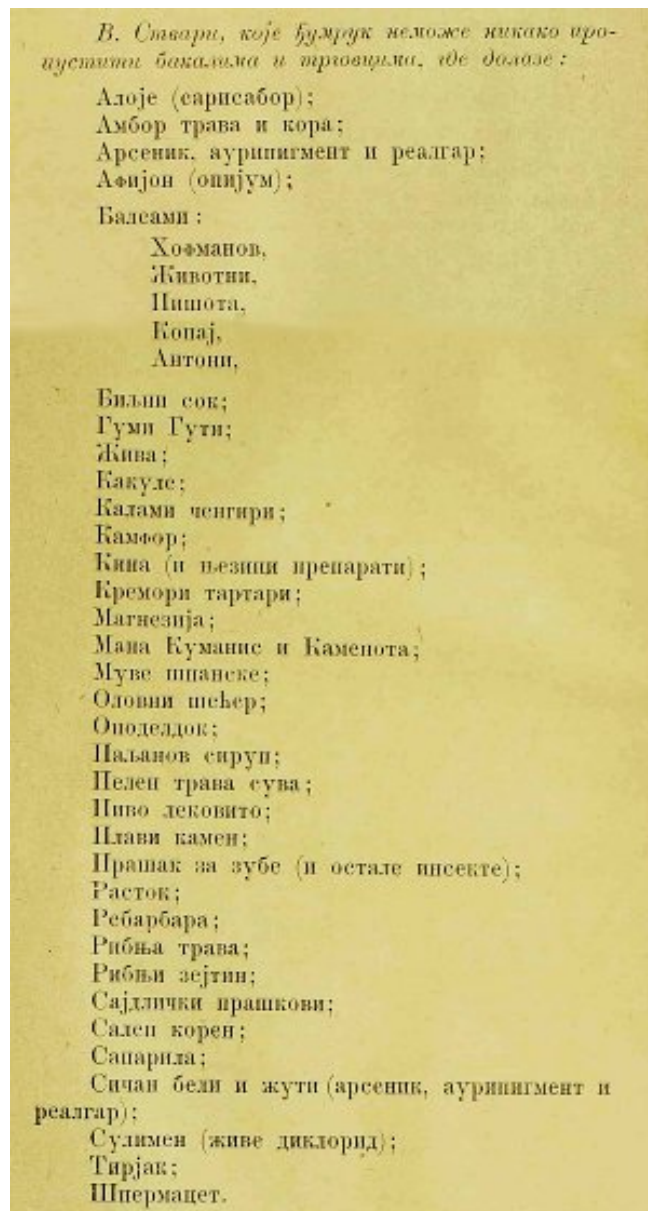 В. Ствари, које ђумрук неможе никако про-
пустити бакалима и трговцима, где долазе:
Алоје (сарисабор);
Амбор трава и кора;
Арсеник, аурипигмент и реалгар;
Афијон (опијум);
Балсами:
Хофманов,
Животни,
Пишота,
Копај,
Антони,
Биљни сок;
Гуми Гути;
Жива;
Какуле;
Калами ченгири;
Камфор;
Кина (и њезини препарати);
Кремори тартари;
Магнезија;
Мана Куманис и Каменота;
Муве шпанске;
Оловни шећер;
Оподелдок;
Паљанов сируп;
Пелен трава сува;
Пиво лековито;
Плави камен;
Прашак за зубе (и остале инсекте);
Расток;
Ребарбара;
Рибња трава;
Рибњи зејтин;
Сајдлички прашкови;
Салеп корен;
Сапарила;
Сичан бели и жути (арсеник, аурипигмент и
реалгар);
Сулимен (живе диклорид);
Тирјак;
Шпермацет.